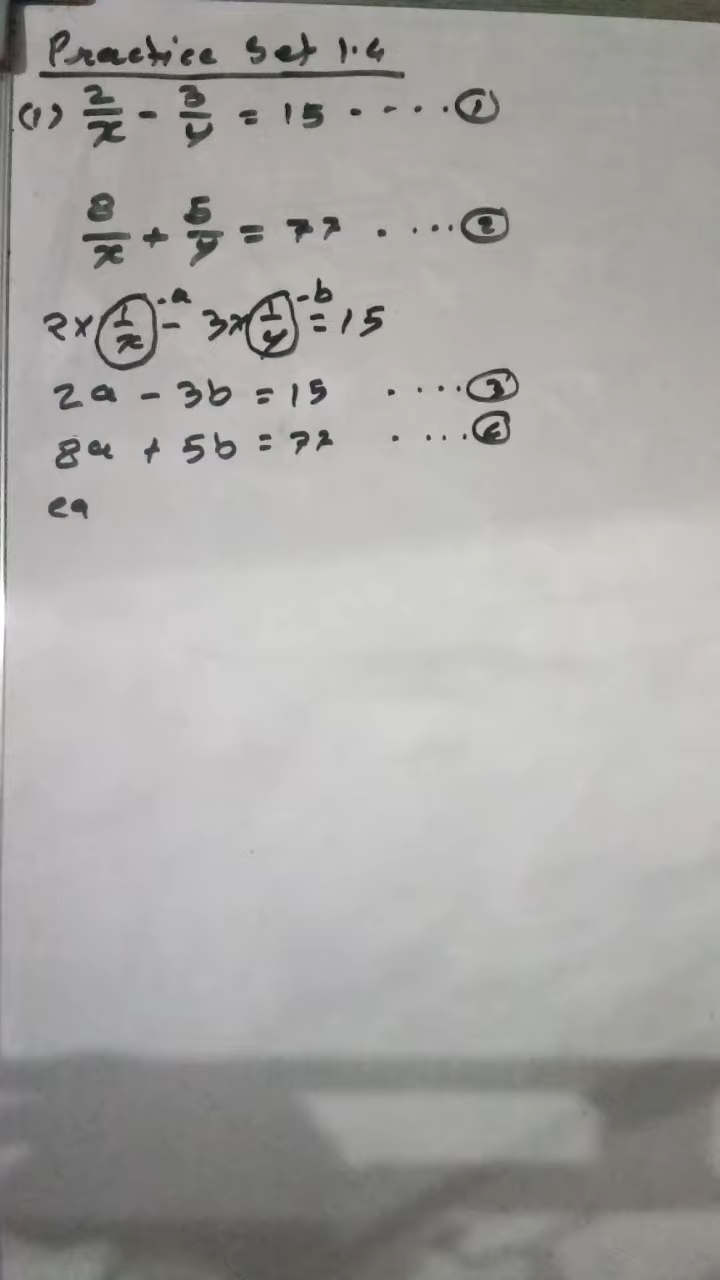 Practice Set 1.4
(1) 2/x - 3/y = 15 . . . . . ①
8/x + 5/y = 77 . . . . . ②
2 × (1/x)-a - 3 × (1/y)-b = 15
2a - 3b = 15 . . . . . ③
8a + 5b = 77 . . . . . ④
eq